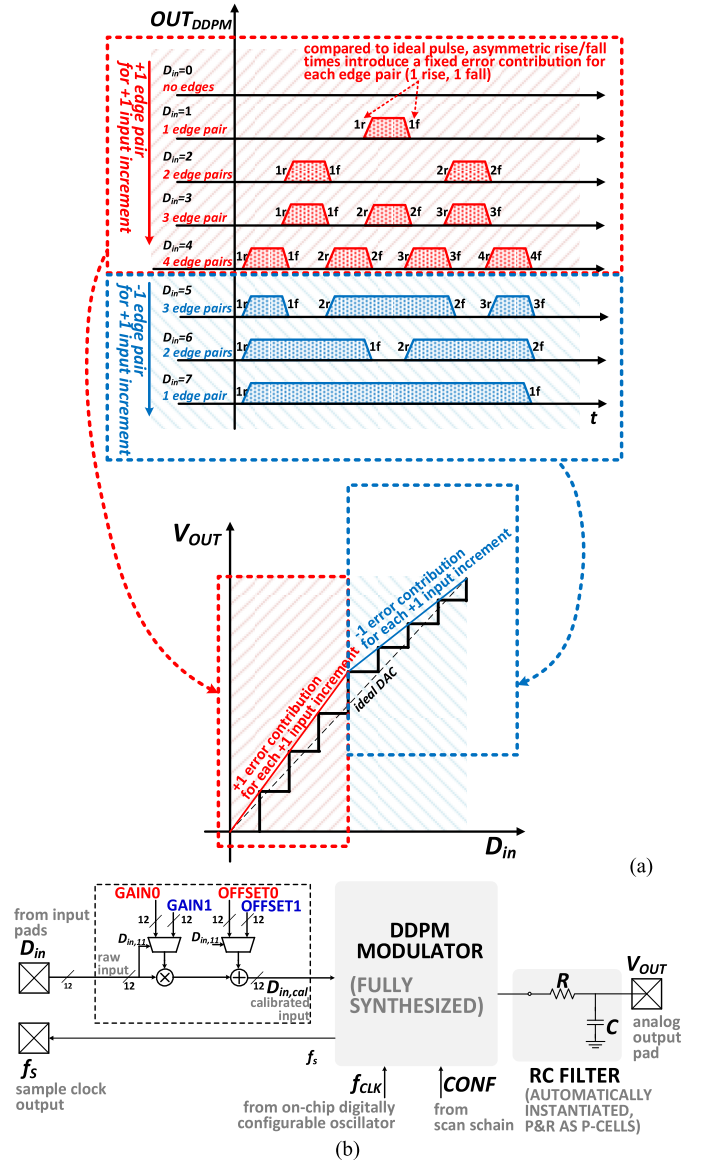 (a)
OUT_DDPM
+1 edge pair
for +1 input increment
compared to ideal pulse, asymmetric rise/fall
times introduce a fixed error contribution for
each edge pair (1 rise, 1 fall)
D_in=0
no edges
D_in=1
1 edge pair
1r 1f
D_in=2
2 edge pairs
1r 1f 2r 2f
D_in=3
3 edge pair
1r 1f 2r 2f 3r 3f
D_in=4
4 edge pairs
1r 1f 2r 2f 3r 3f 4r 4f
-1 edge pair
for +1 input increment
D_in=5
3 edge pairs
1r 1f 2r 2f 3r 3f
D_in=6
2 edge pairs
1r 1f 2r 2f
D_in=7
1 edge pair
1r 1f
t
V_OUT
+1 error contribution
for each +1 input increment
-1 error contribution
for each +1 input increment
ideal DAC
D_in
(a)
GAIN0 OFFSET0
GAIN1 OFFSET1
12 12 12 12
from input
pads
D_in
D_in,11 D_in,11
raw
input
12 12 12
D_in,cal
calibrated
input
DDPM
MODULATOR
(FULLY
SYNTHESIZED)
R
C
V_OUT
analog
output
pad
f_S
sample clock
output
f_s
f_CLK
from on-chip digitally
configurable oscillator
CONF
from
scan schain
RC FILTER
(AUTOMATICALLY
INSTANTIATED,
P&R AS P-CELLS)
(b)